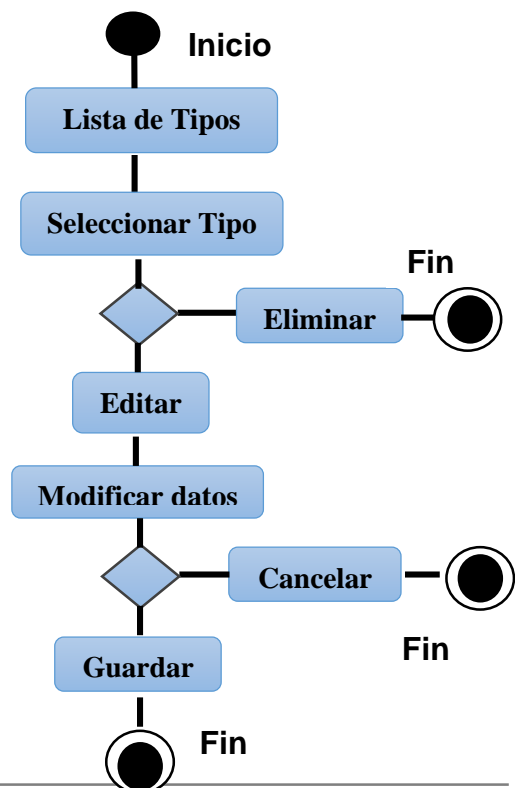 Inicio
Lista de Tipos
Seleccionar Tipo
Fin
Eliminar
Editar
Modificar datos
Cancelar
Fin
Guardar
Fin